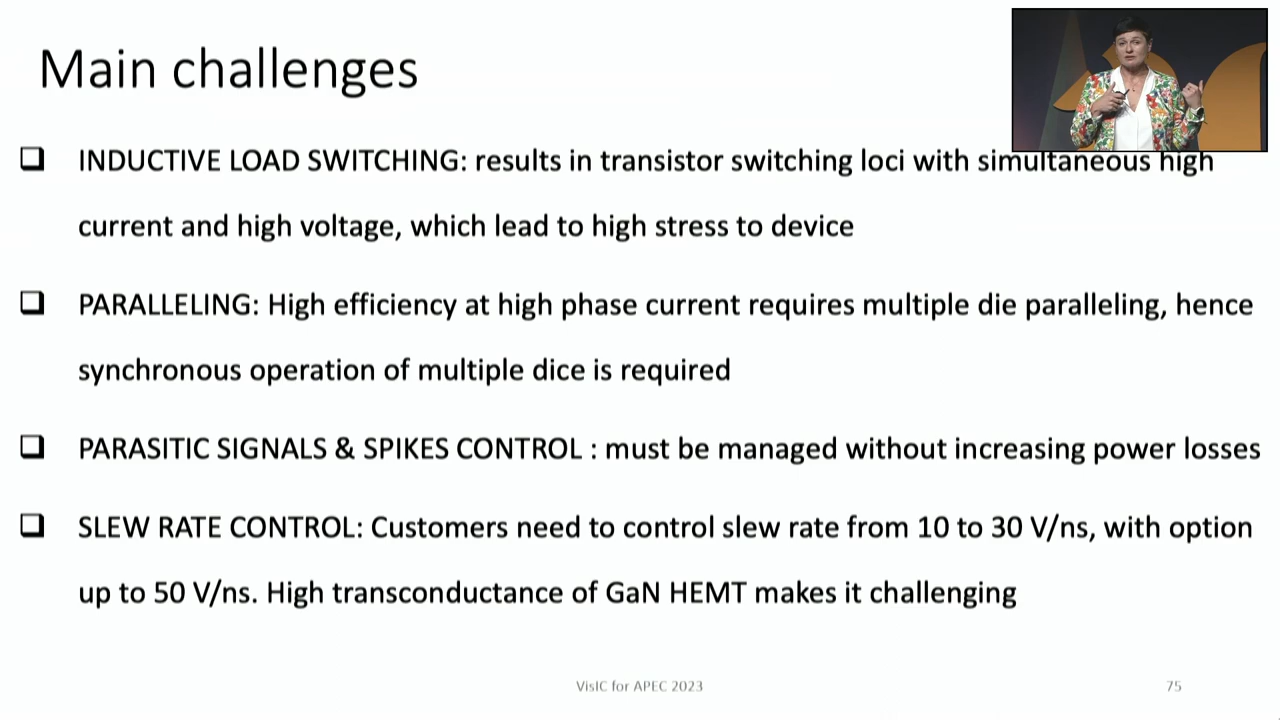 Main challenges
INDUCTIVE LOAD SWITCHING: results in transistor switching loci with simultaneous high
current and high voltage, which lead to high stress to device
PARALLELING: High efficiency at high phase current requires multiple die paralleling, hence
synchronous operation of multiple dice is required
PARASITIC SIGNALS & SPIKES CONTROL : must be managed without increasing power losses
SLEW RATE CONTROL: Customers need to control slew rate from 10 to 30 V/ns, with option
up to 50 V/ns. High transconductance of GaN HEMT makes it challenging
VisIC for APEC 2023
75